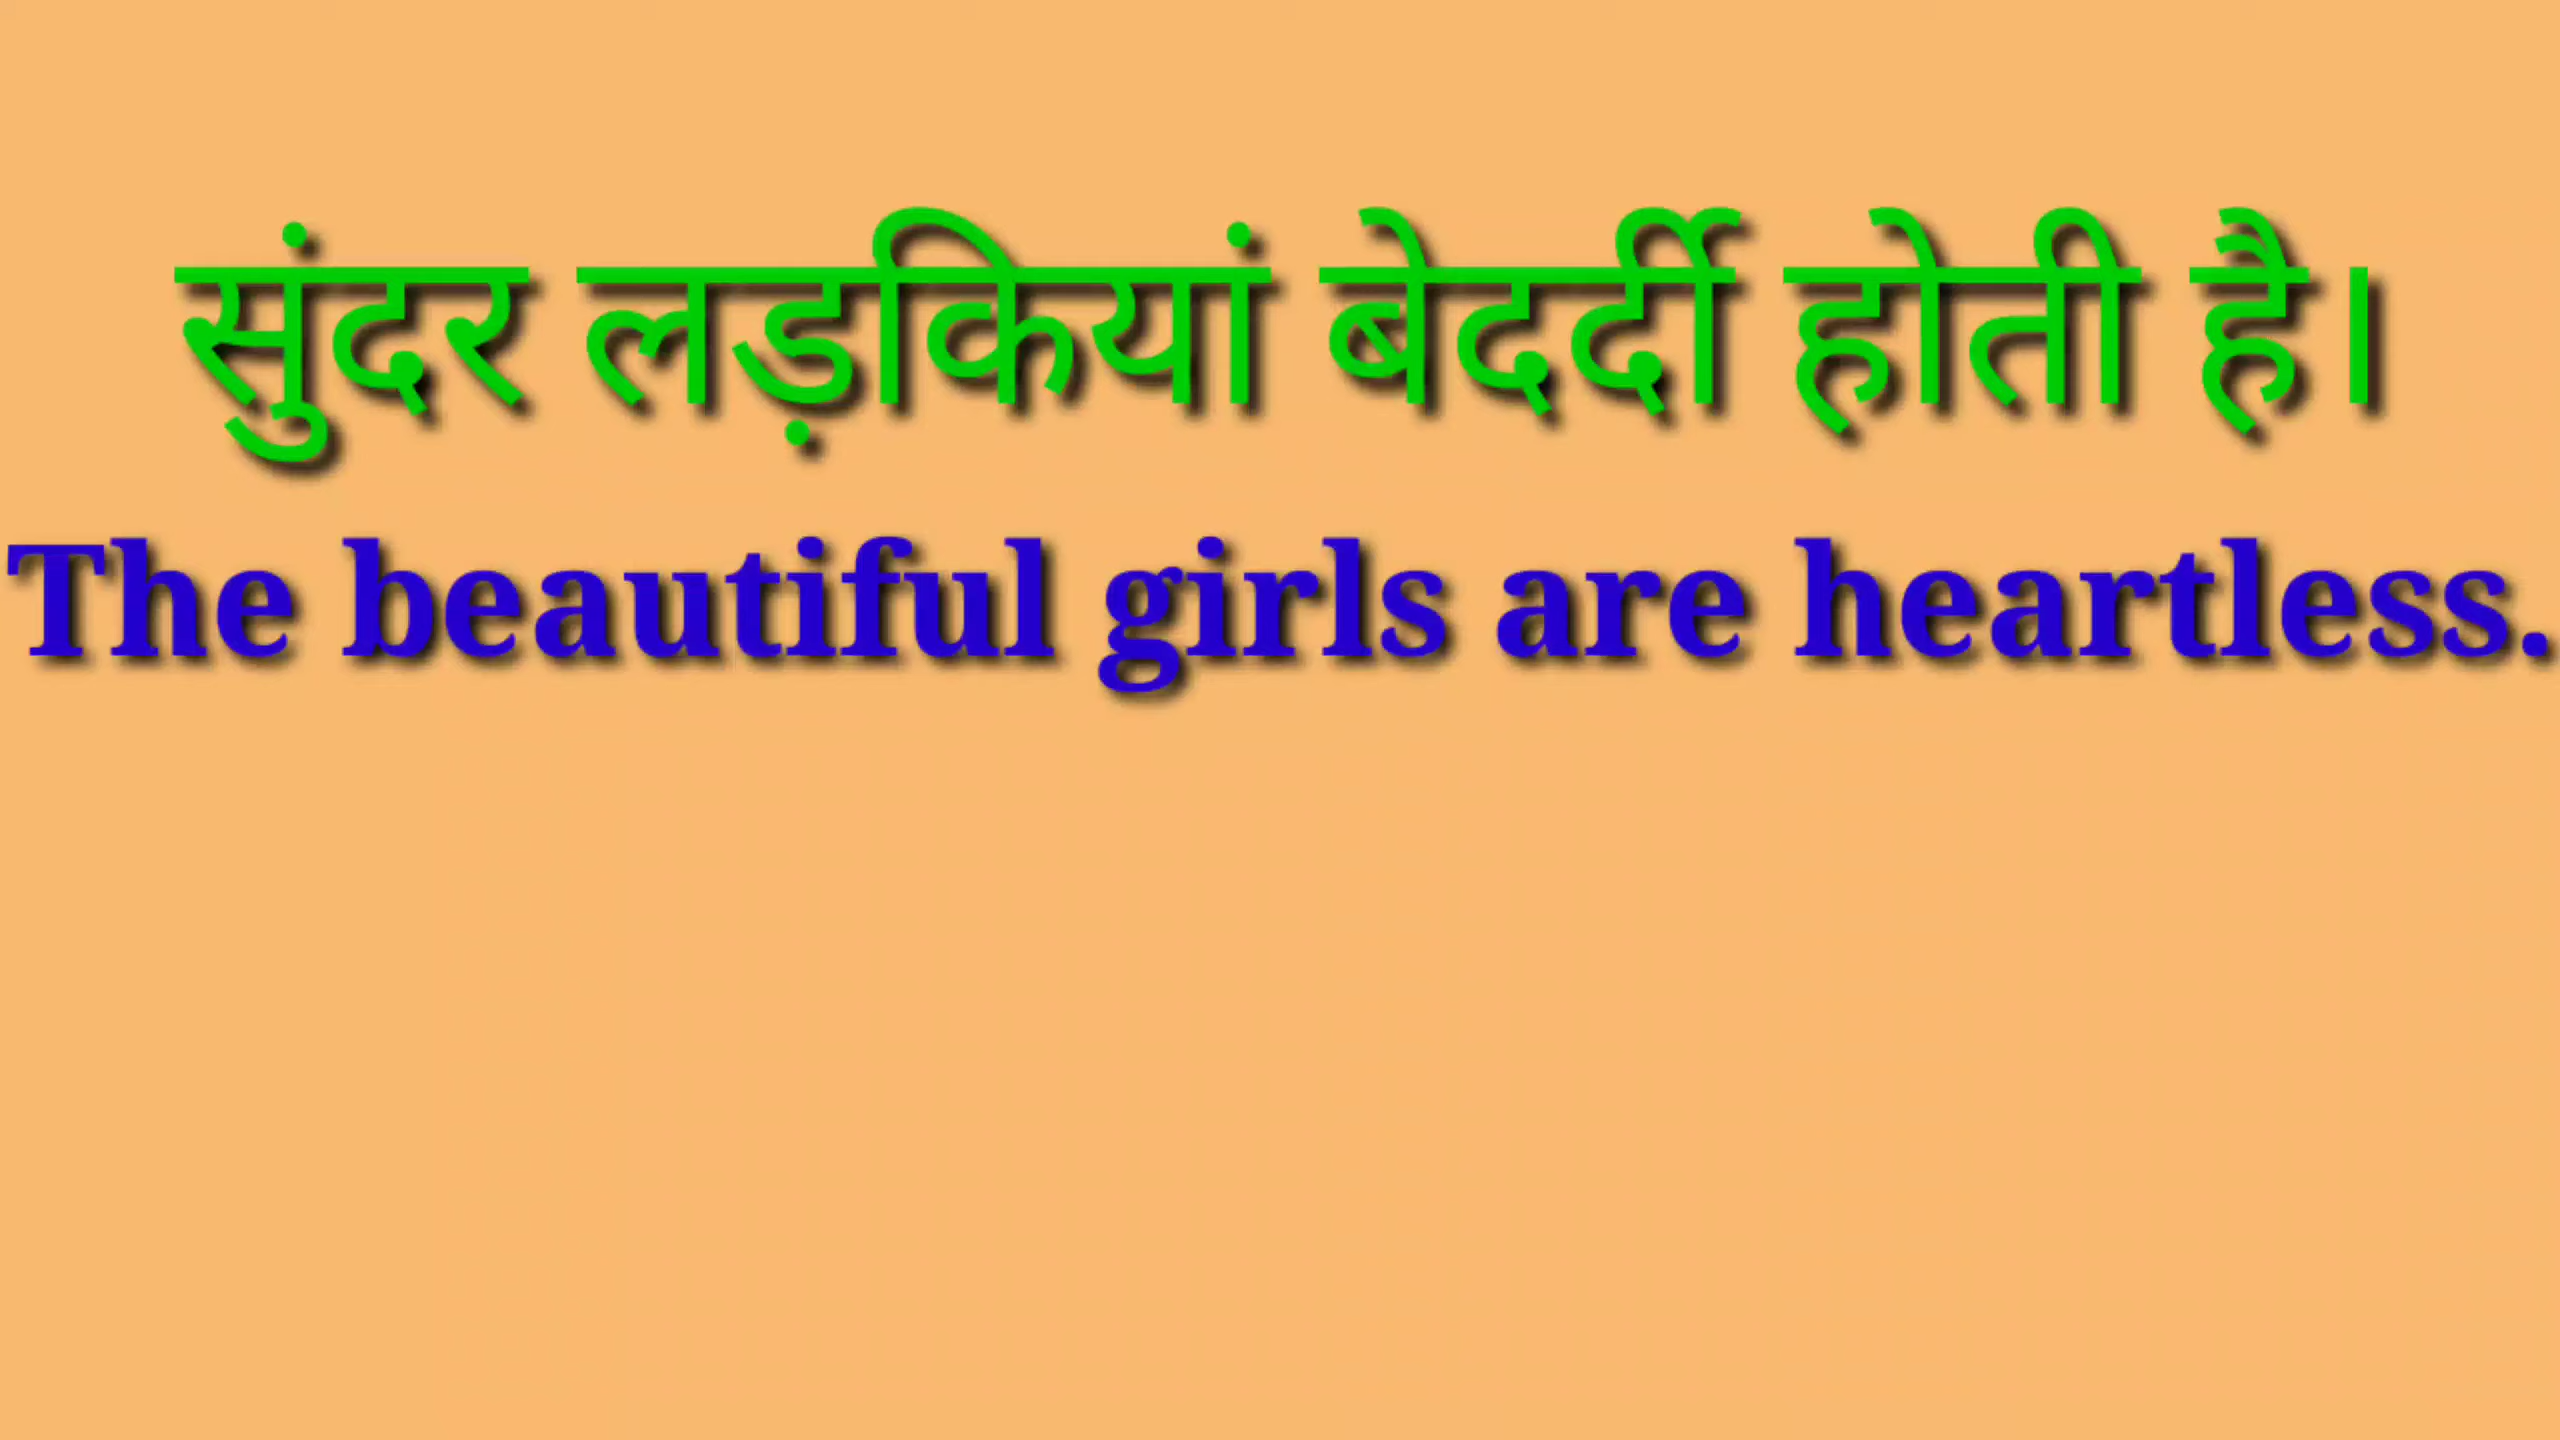 सुंदर लड़कियां बेदर्दी होती है।
The beautiful girls are heartless.